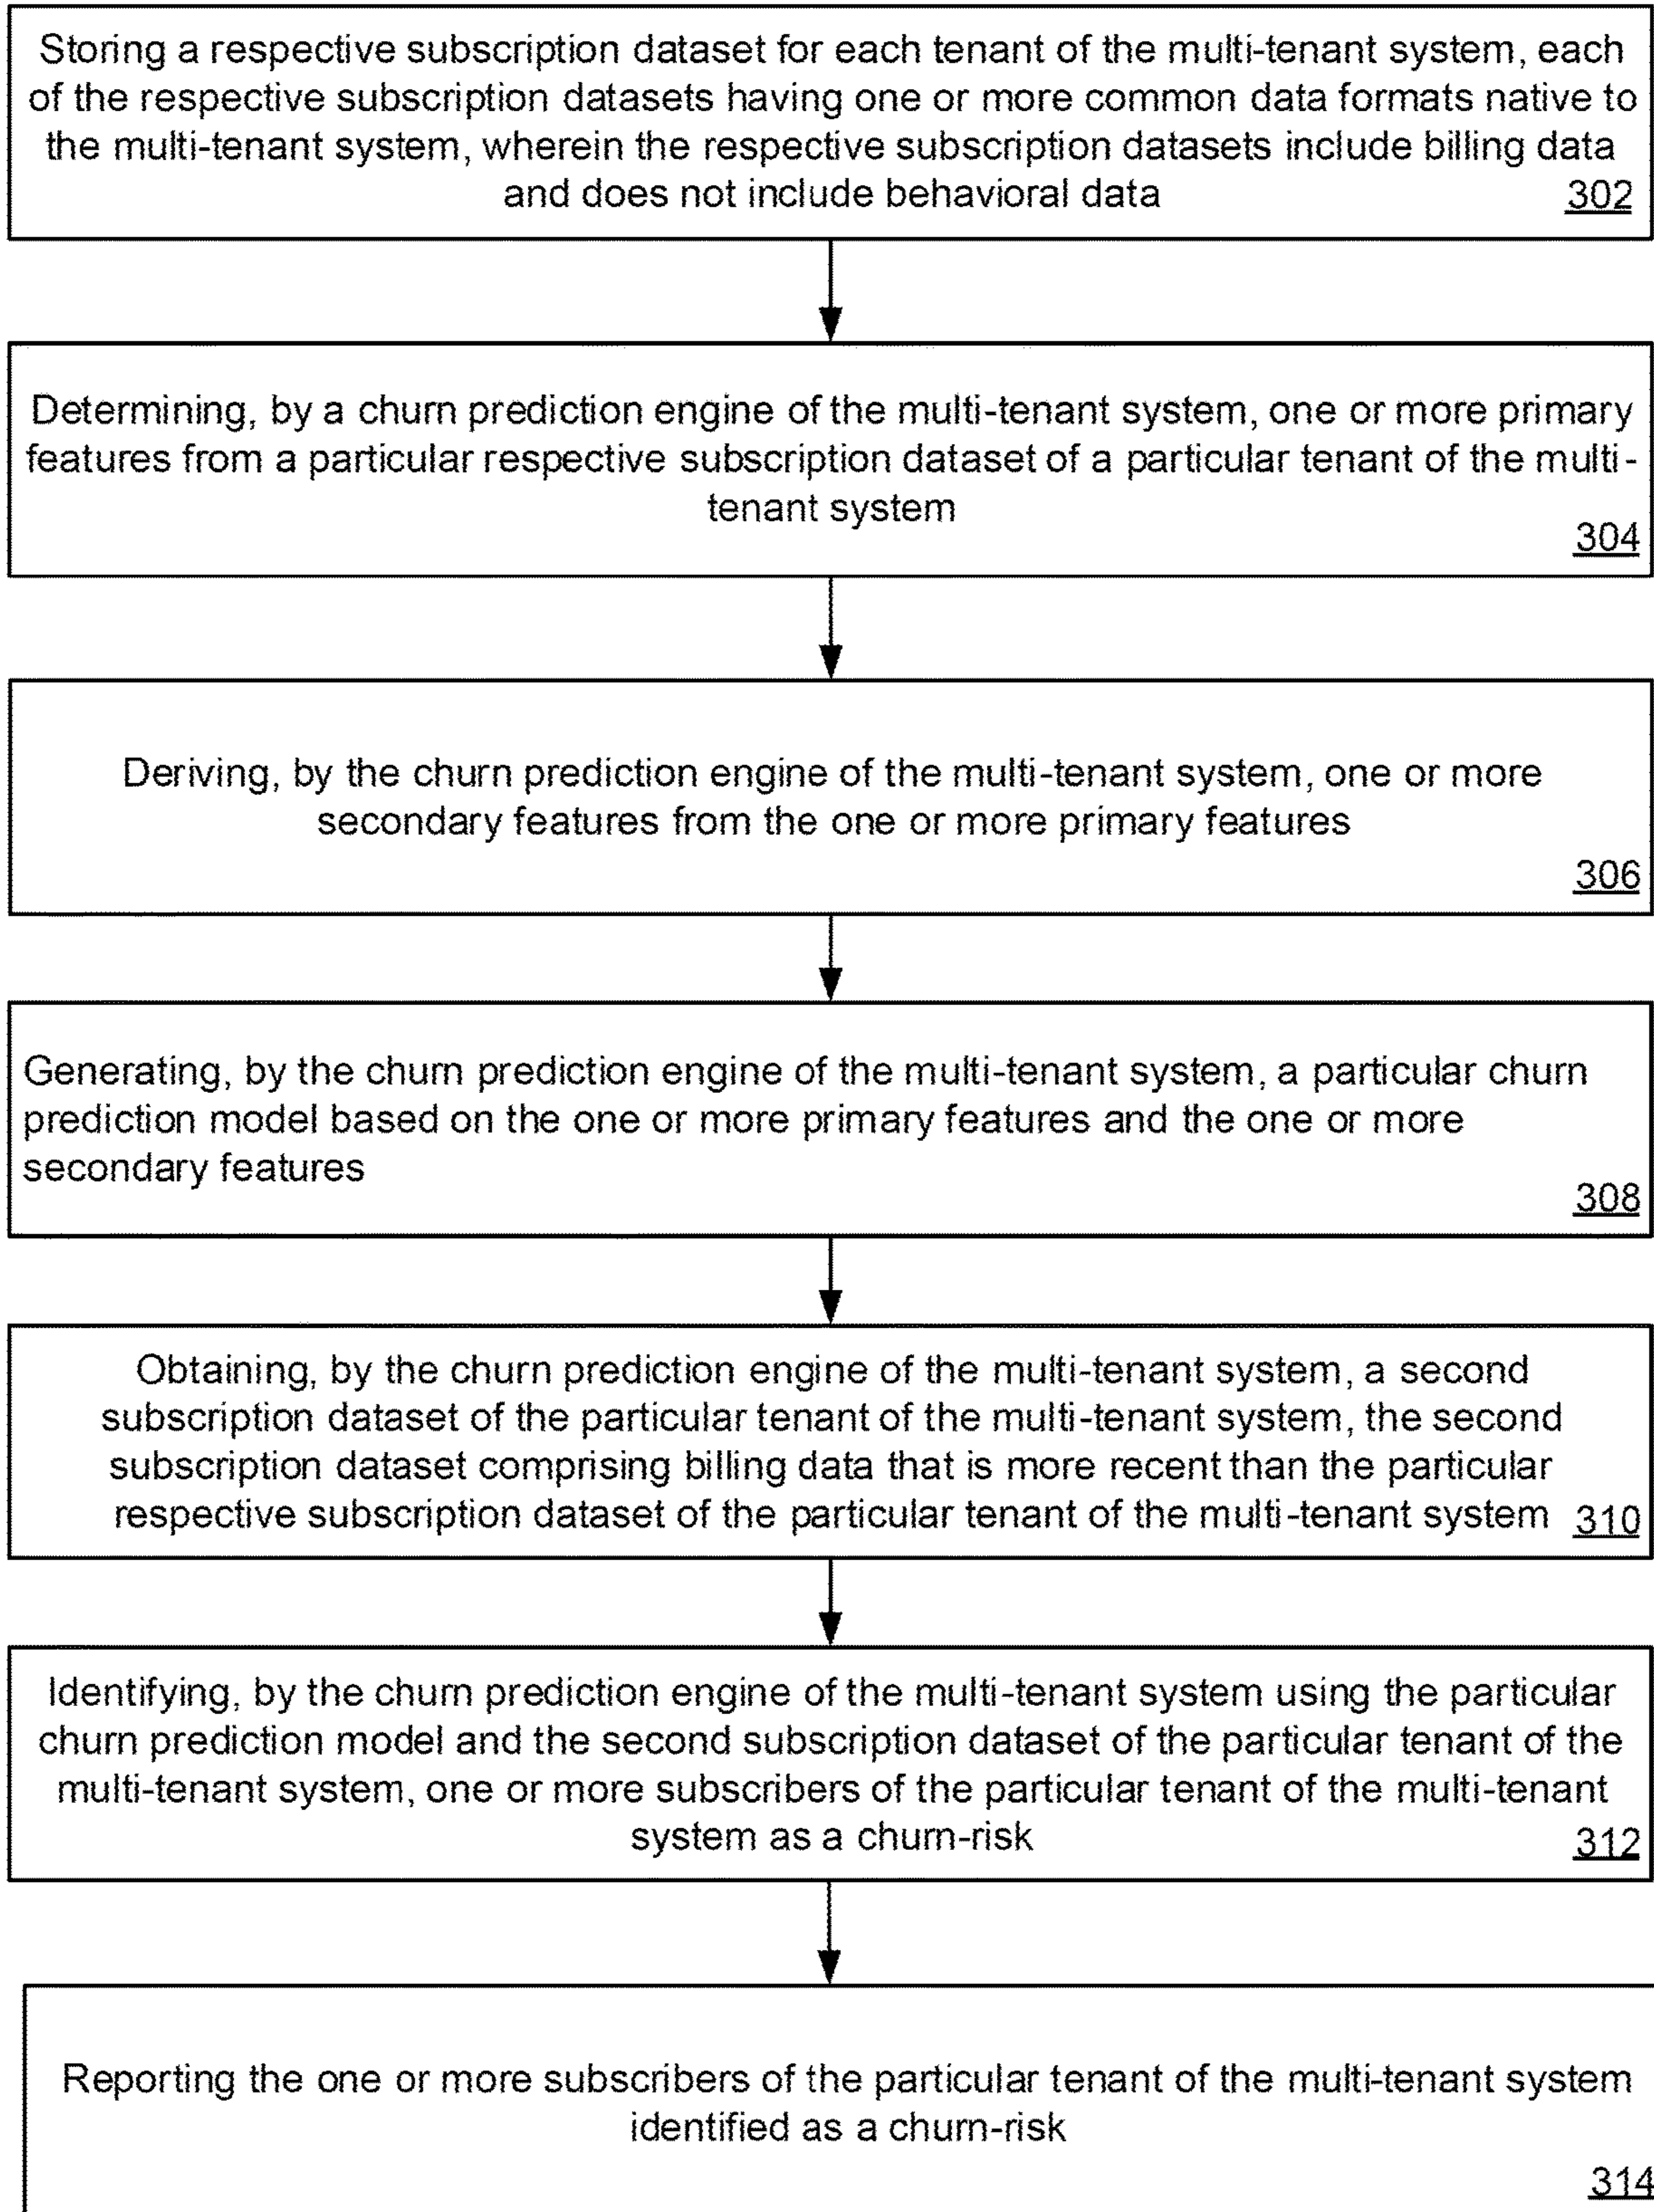 Storing a respective subscription dataset for each tenant of the multi-tenant system, each
of the respective subscription datasets having one or more common data formats native to
the multi-tenant system, wherein the respective subscription datasets include billing data
and does not include behavioral data
302
Determining, by a churn prediction engine of the multi-tenant system, one or more primary
features from a particular respective subscription dataset of a particular tenant of the multi-
tenant system
304
Deriving, by the churn prediction engine of the multi-tenant system, one or more
secondary features from the one or more primary features
306
Generating, by the churn prediction engine of the multi-tenant system, a particular churn
prediction model based on the one or more primary features and the one or more
secondary features
308
Obtaining, by the churn prediction engine of the multi-tenant system, a second
subscription dataset of the particular tenant of the multi-tenant system, the second
subscription dataset comprising billing data that is more recent than the particular
respective subscription dataset of the particular tenant of the multi-tenant system
310
Identifying, by the churn prediction engine of the multi-tenant system using the particular
churn prediction model and the second subscription dataset of the particular tenant of the
multi-tenant system, one or more subscribers of the particular tenant of the multi-tenant
system as a churn-risk
312
Reporting the one or more subscribers of the particular tenant of the multi-tenant system
identified as a churn-risk
314